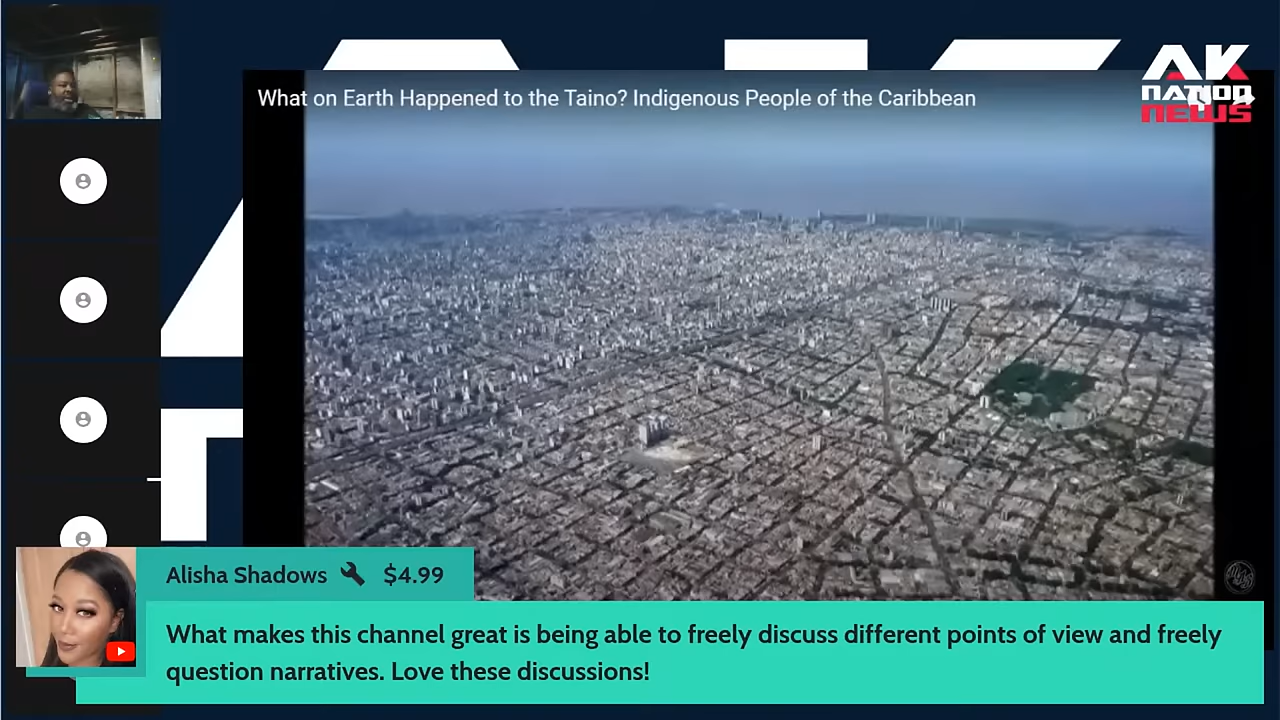 What on Earth Happened to the Taino? Indigenous People of the Caribbean
AK
NATION
NEWS
Alisha Shadows $4.99
What makes this channel great is being able to freely discuss different points of view and freely
question narratives. Love these discussions!